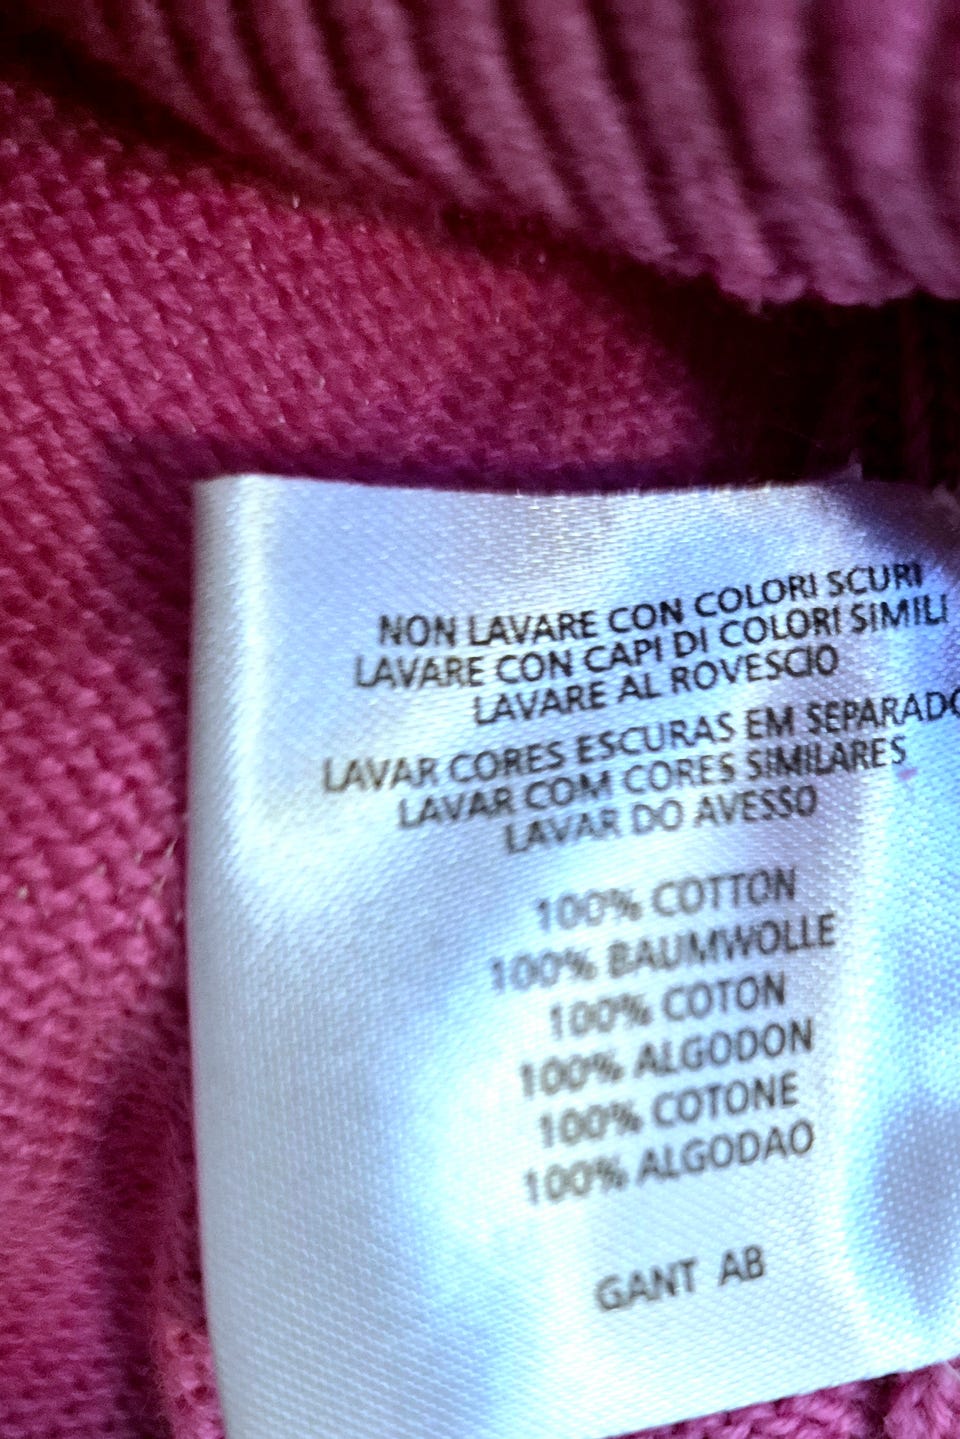 NON LAVARE CON COLORI SCURI
LAVARE CON CAPI DI COLORI SIMILI
LAVARE AL ROVESCIO
LAVAR CORES ESCURAS EM SEPARADO
LAVAR COM CORES SIMILARES
LAVAR DO AVESSO
100% COTTON
100% BAUMWOLLE
100% COTON
100% ALGODON
100% COTONE
100% ALGODAO
GANT AB